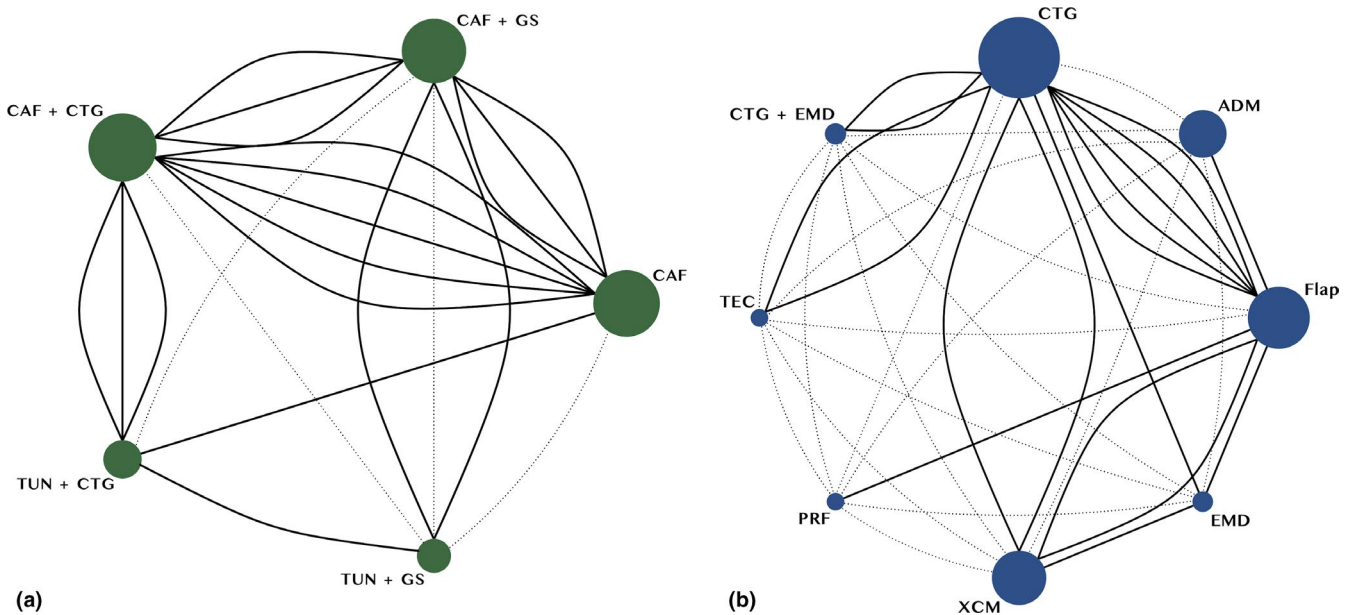 CAF + GS
CAF + CTG
CAF
TUN + CTG
TUN + GS
(a)
CTG
CTG + EMD
ADM
TEC
Flap
PRF
EMD
XCM
(b)